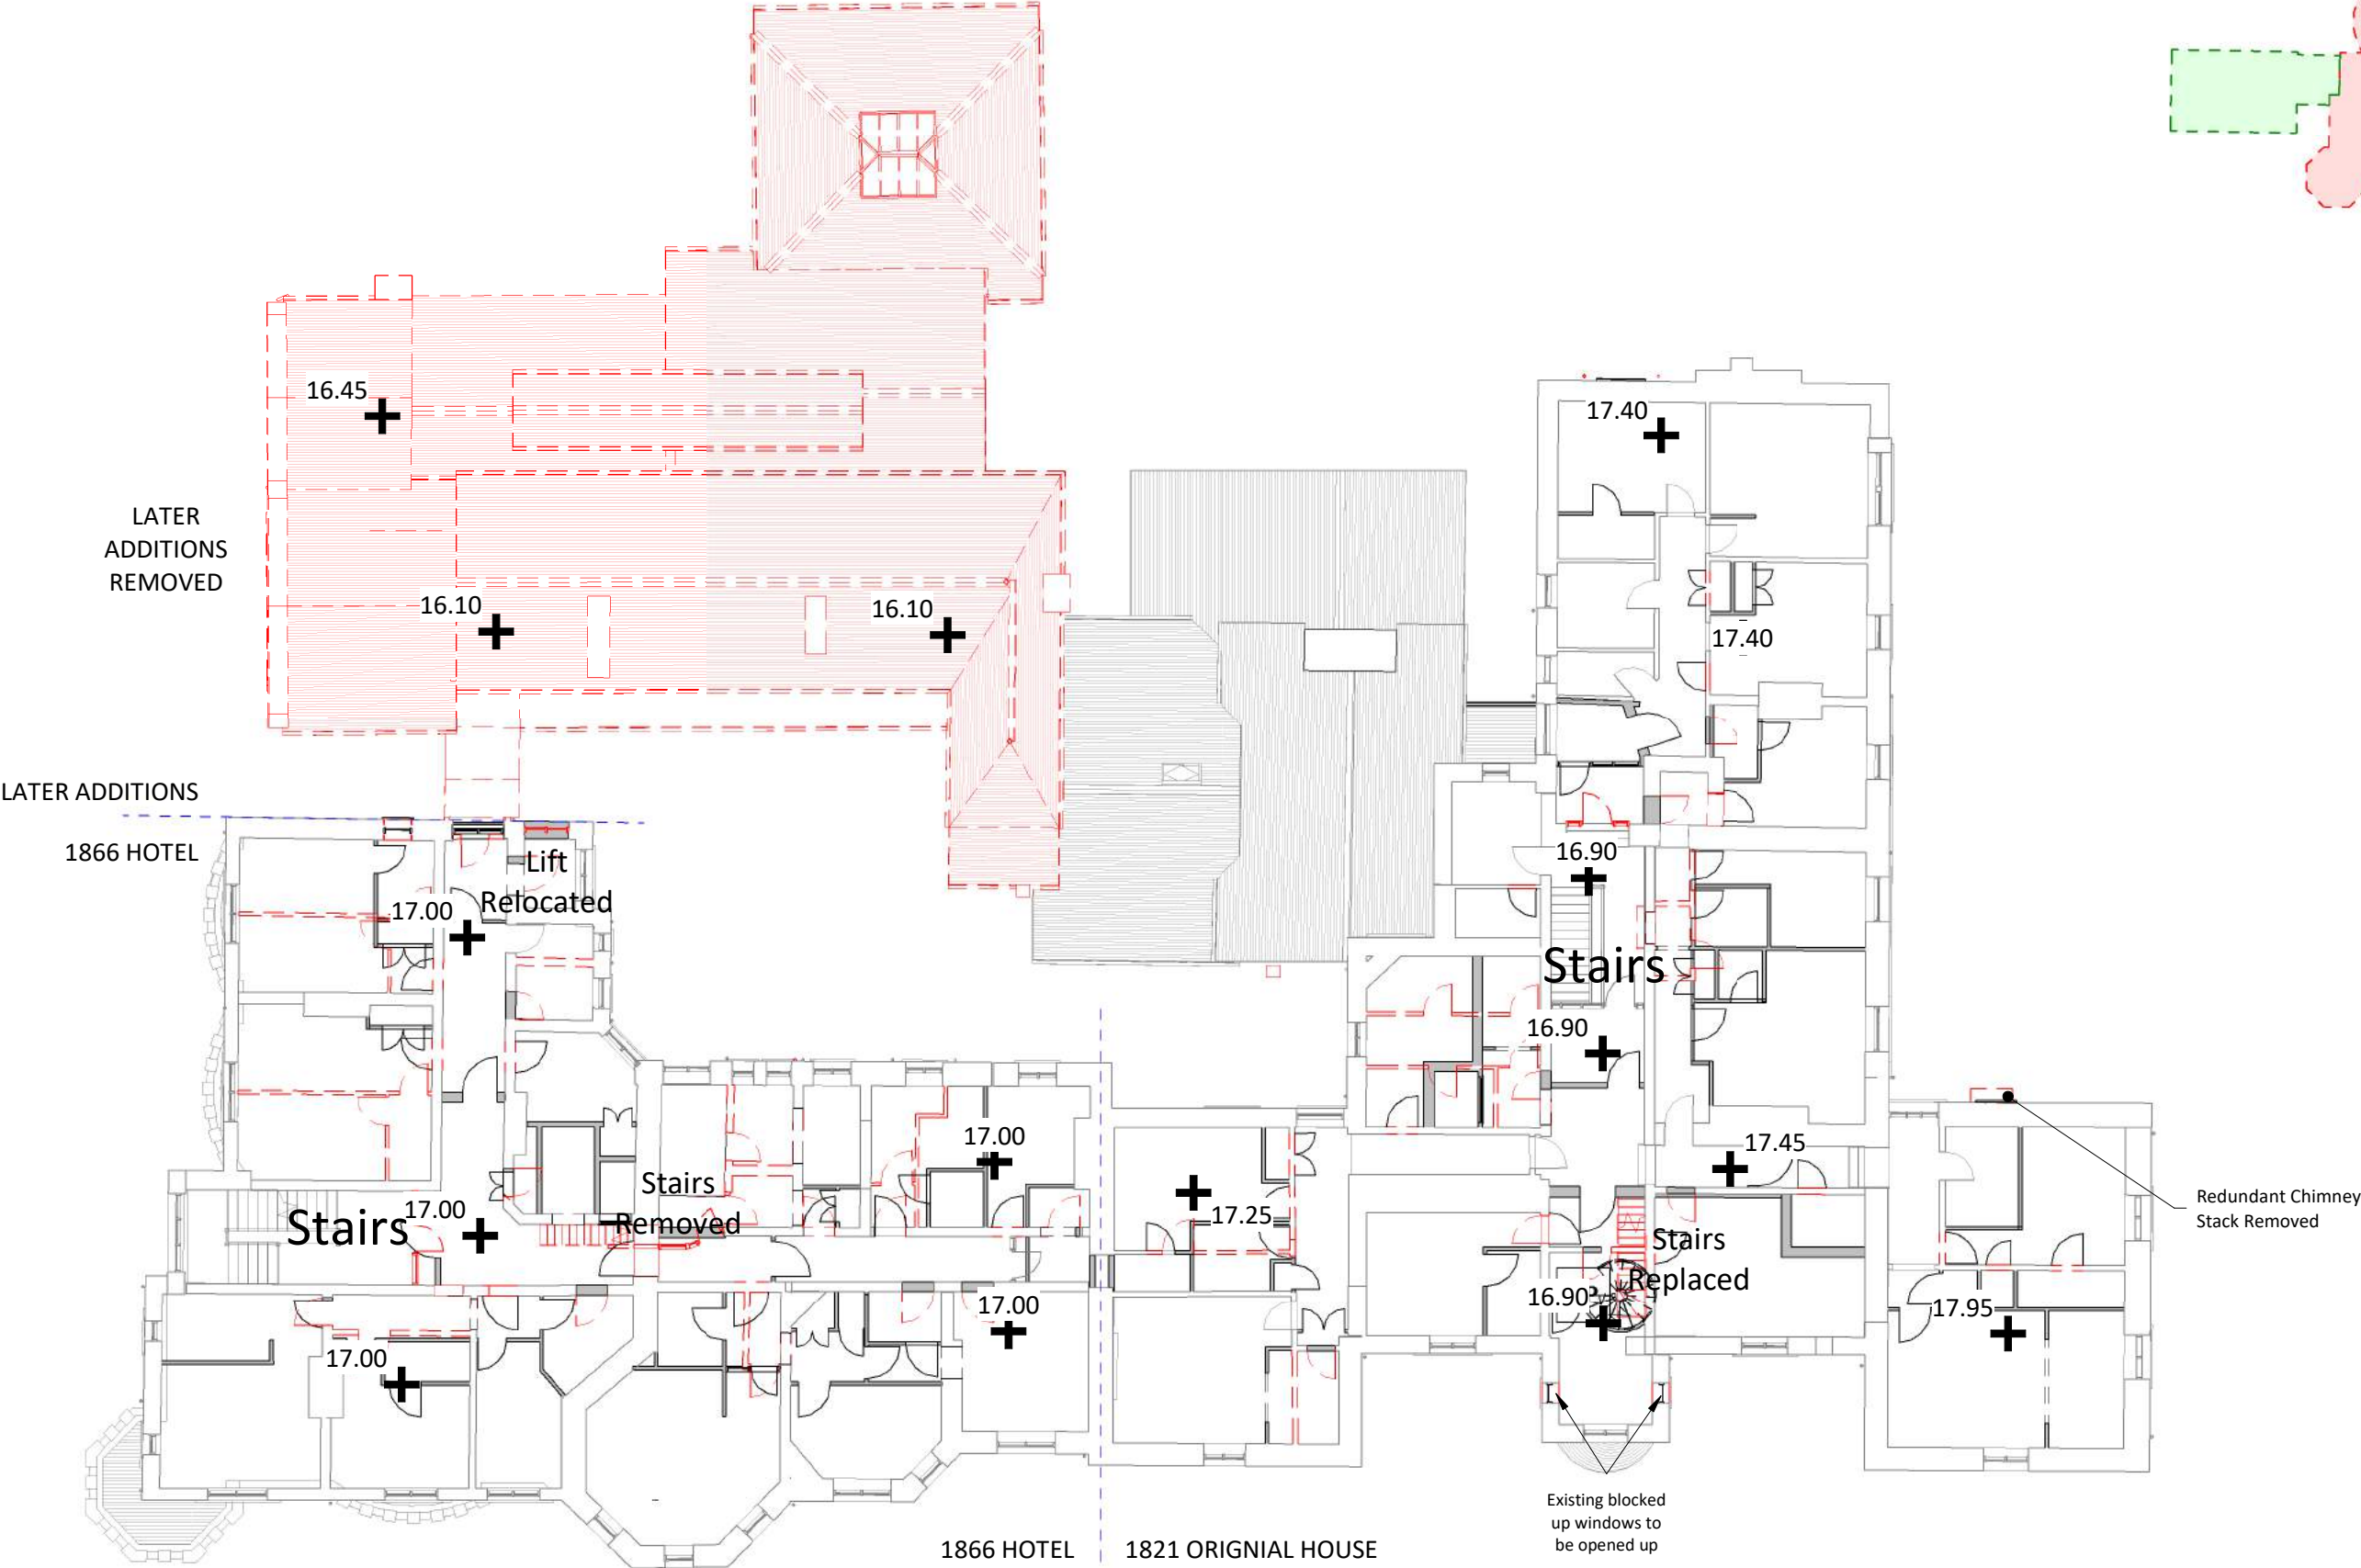 16.45
17.40
LATER
ADDITIONS
REMOVED
16.10
16.10
17.40
LATER ADDITIONS
1866 HOTEL
Lift
Relocated
17.00
16.90
Stairs
16.90
17.00
17.45
Stairs
Removed
17.00
Stairs
17.25
Redundant Chimney
Stack Removed
Stairs
Replaced
16.90
17.00
17.95
17.00
Existing blocked
up windows to
be opened up
1866 HOTEL
1821 ORIGNIAL HOUSE